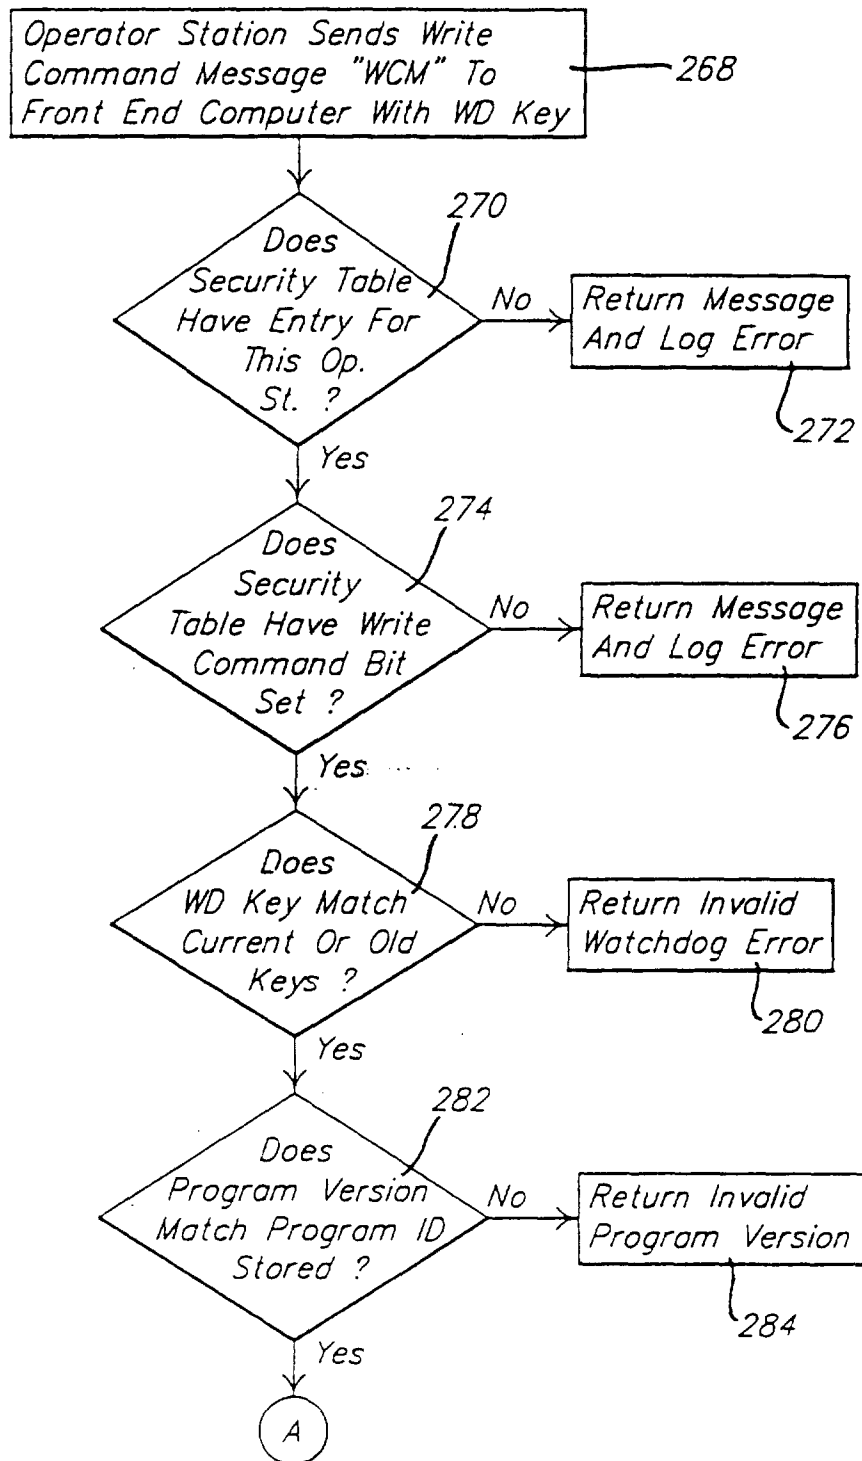 Operator Station Sends Write
Command Message "WCM" To
Front End Computer With WD Key
268
270
Does
Security Table
Have Entry For
This Op.
St. ?
No
Return Message
And Log Error
272
Yes
274
Does
Security
Table Have Write
Command Bit
Set ?
No
Return Message
And Log Error
276
Yes
278
Does
WD Key Match
Current Or Old
Keys ?
No
Return Invalid
Watchdog Error
280
Yes
282
Does
Program Version
Match Program ID
Stored ?
No
Return Invalid
Program Version
284
Yes
A